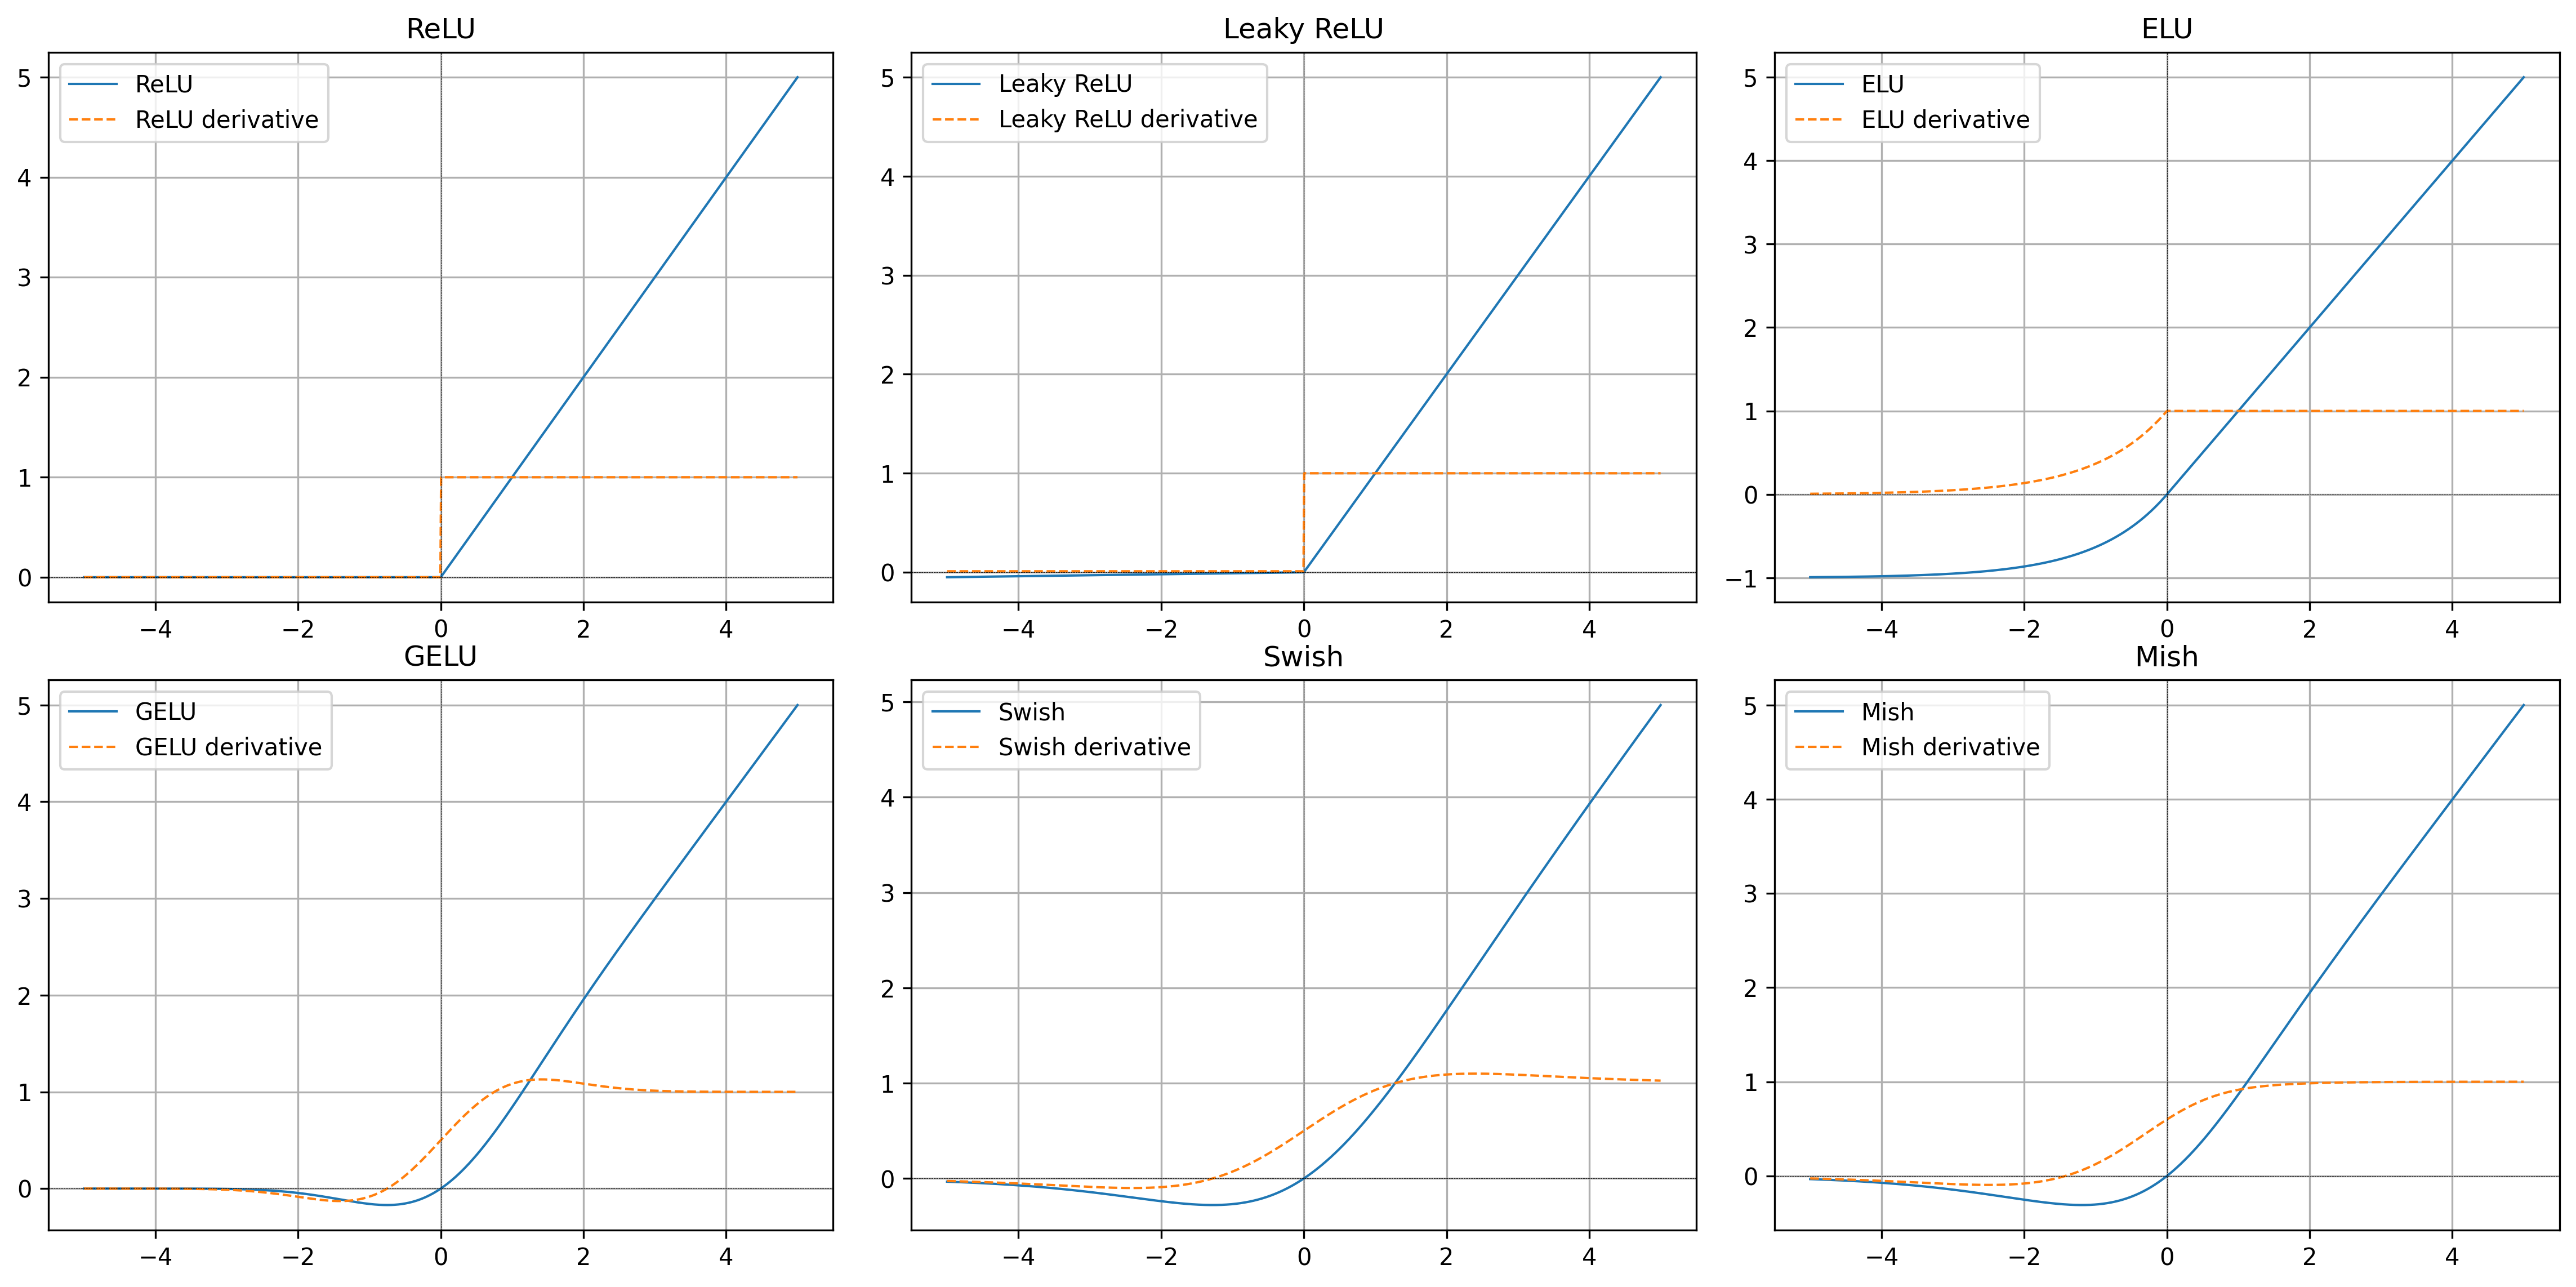 ReLU
ReLU
ReLU derivative
5
4
3
2
1
0
−4 −2 0 2 4
Leaky ReLU
Leaky ReLU
Leaky ReLU derivative
5
4
3
2
1
0
−4 −2 0 2 4
ELU
ELU
ELU derivative
5
4
3
2
1
0
−1
−4 −2 0 2 4
GELU
GELU
GELU derivative
5
4
3
2
1
0
−4 −2 0 2 4
Swish
Swish
Swish derivative
5
4
3
2
1
0
−4 −2 0 2 4
Mish
Mish
Mish derivative
5
4
3
2
1
0
−4 −2 0 2 4